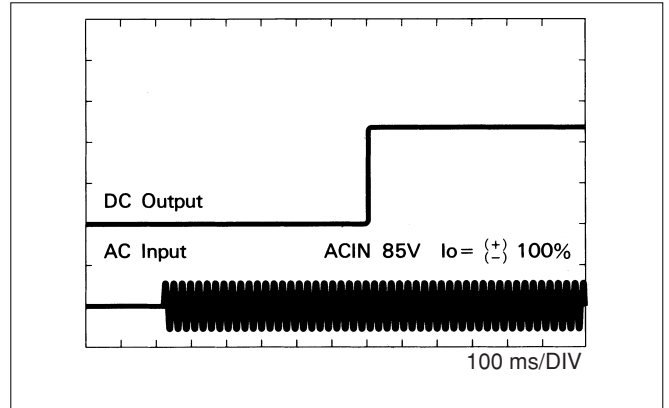 DC Output
AC Input ACIN 85V Io= (+) (−) 100%
100 ms/DIV